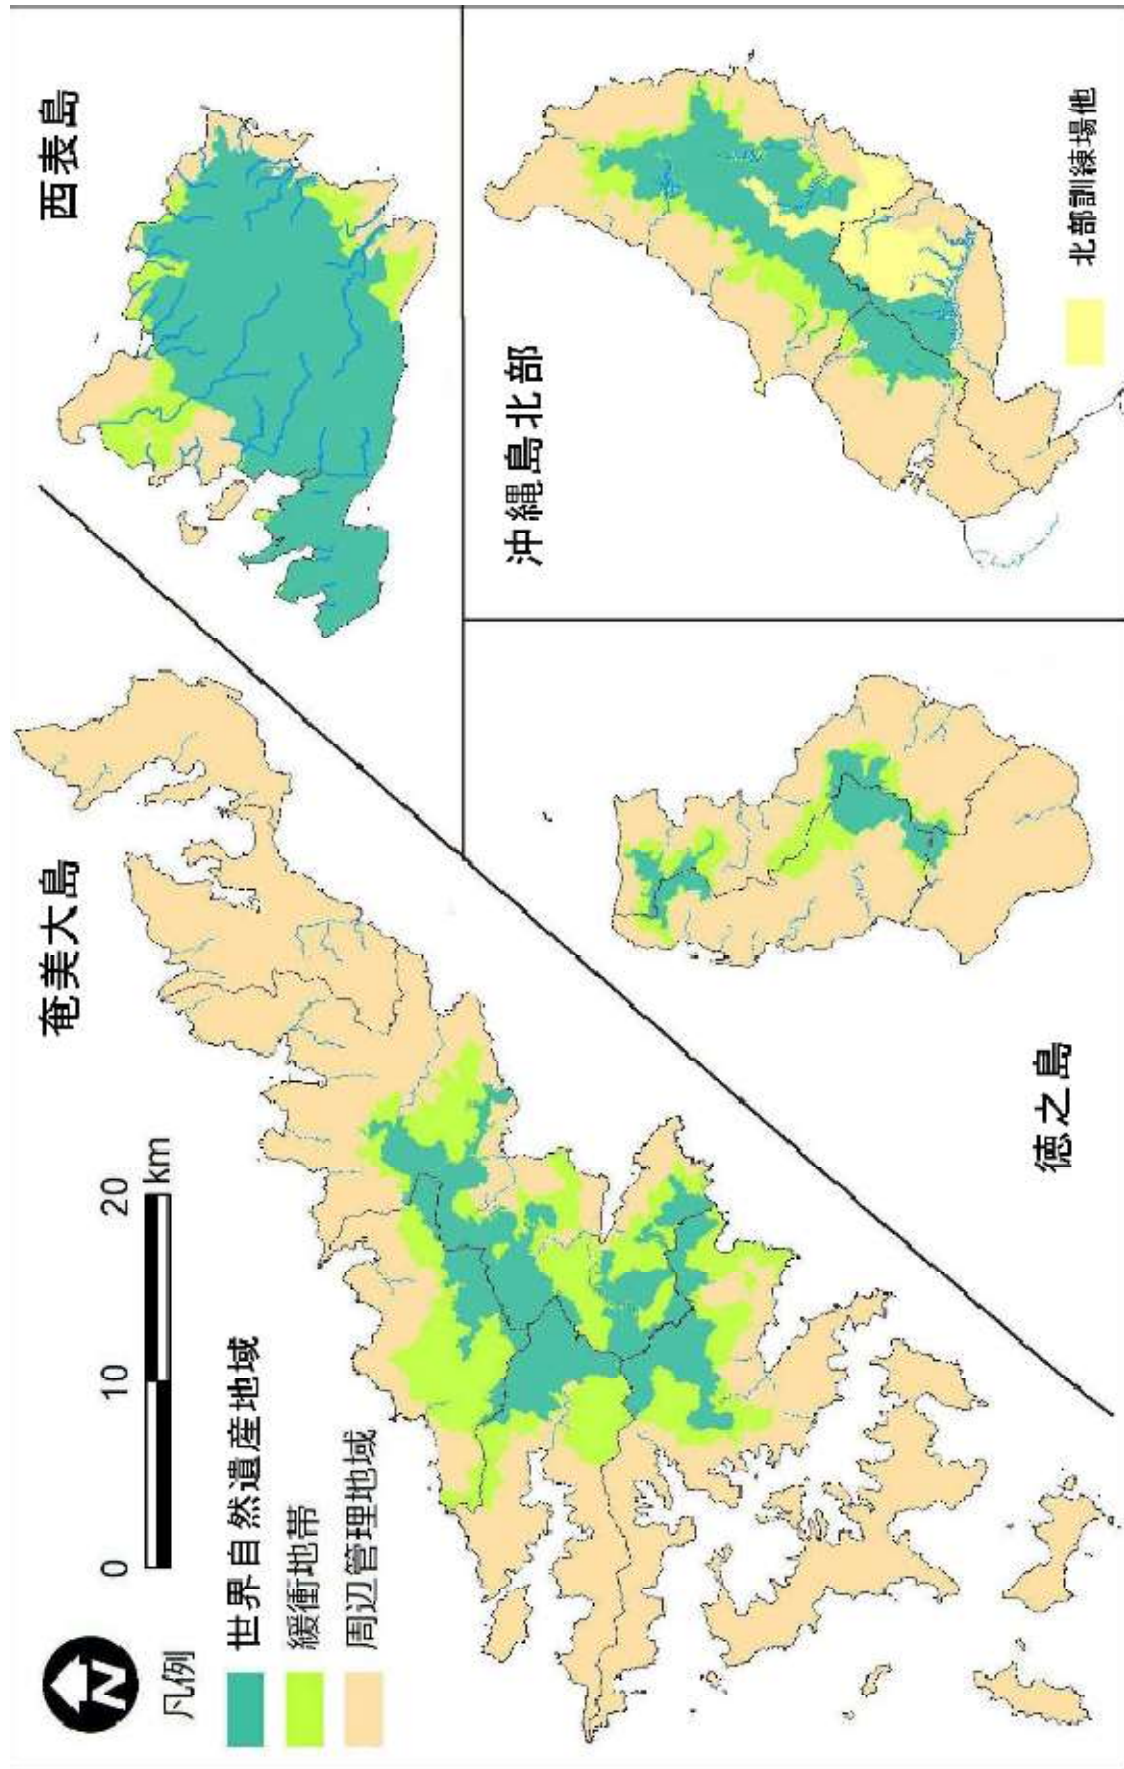 奄美大島
西表島
0 10 20
km
N
凡例
世界自然遺産地域
緩衝地帯
周辺管理地域
沖縄島北部
徳之島
北部訓練場他